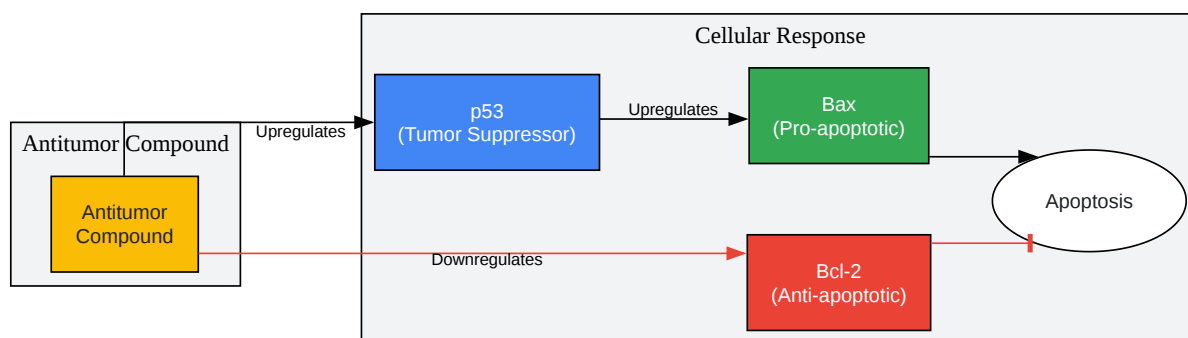 Cellular Response
Antitumor Compound
Antitumor
Compound
Upregulates
p53
(Tumor Suppressor)
Upregulates
Bax
(Pro-apoptotic)
Apoptosis
Downregulates
Bcl-2
(Anti-apoptotic)